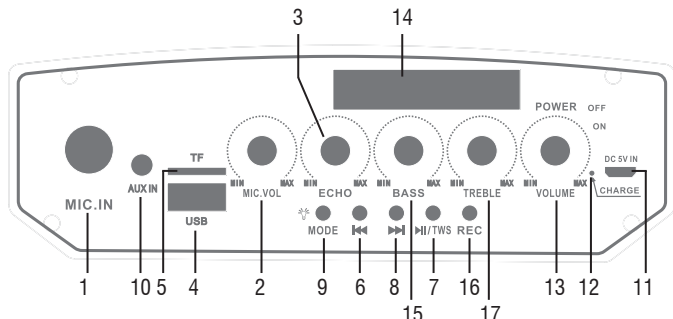 3 14
POWER OFF
ON
TF
DC 5V IN
MIN MAX MIN MAX MIN MAX MIN MAX MIN MAX
AUX IN MIC.VOL ECHO BASS TREBLE VOLUME CHARGE
MIC.IN
USB
MODE /TWS REC
1 10 5 4 2 9 6 8 7 16 13 12 11
15 17